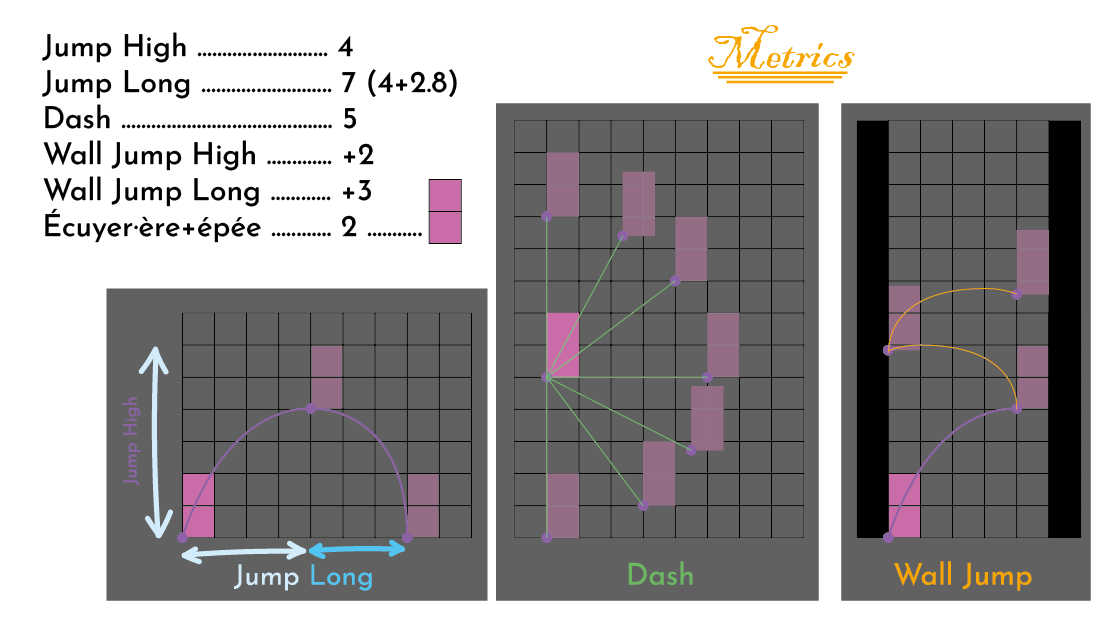 Jump High ............................ 4
Jump Long ............................ 7 (4+2.8)
Dash ............................................. 5
Wall Jump High ............. +2
Wall Jump Long ............ +3
Écuyer·ère+épée ............ 2 ...........
Metrics
Jump High
Jump Long
Dash
Wall Jump